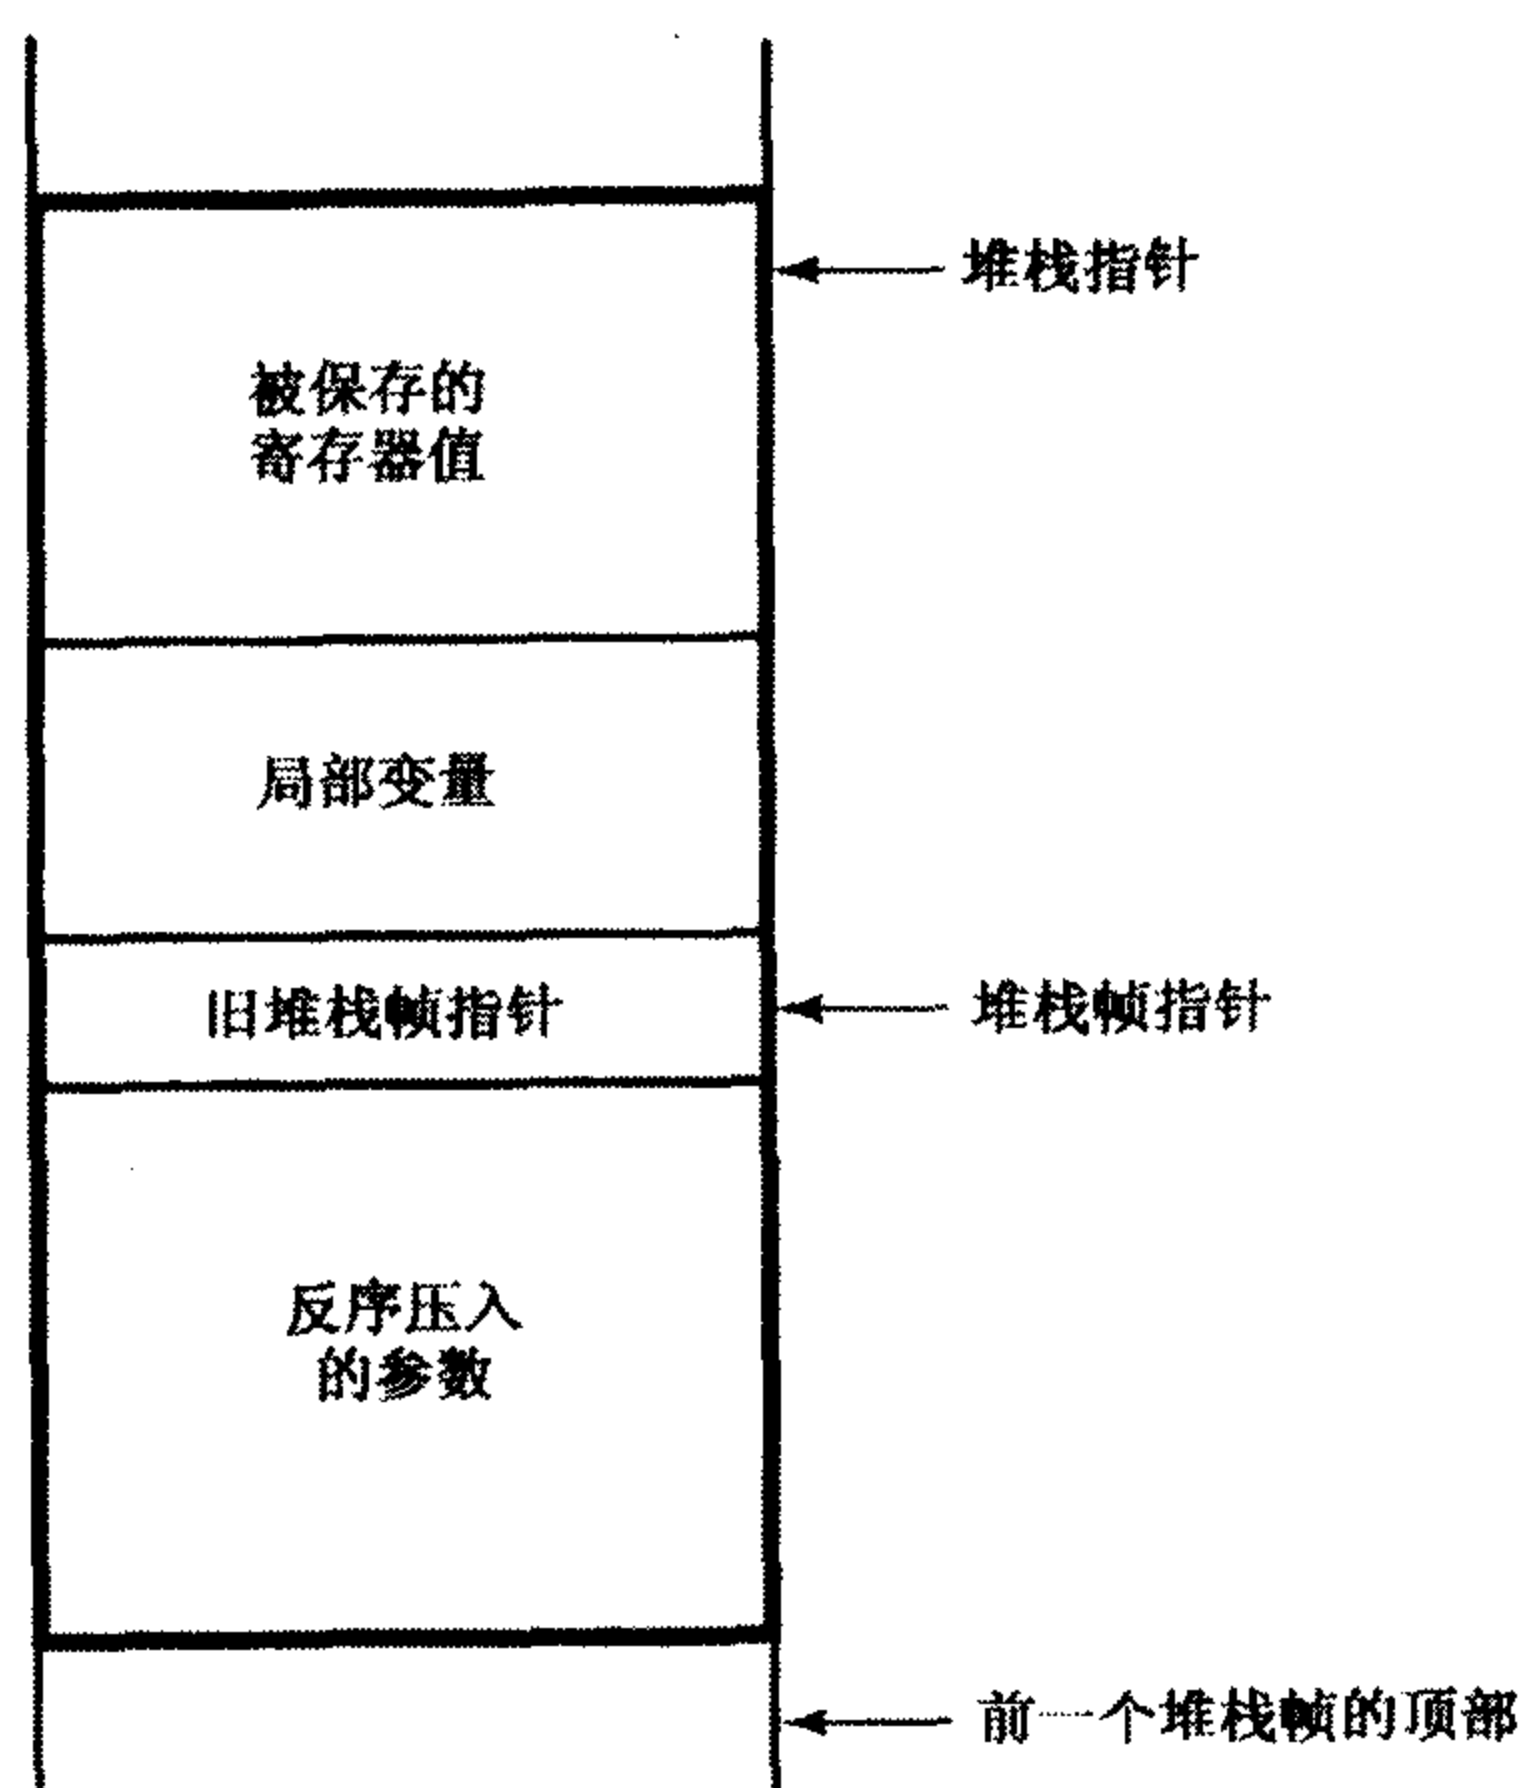 堆栈指针
被保存的
寄存器值
局部变量
旧堆栈帧指针
堆栈帧指针
反序压入
的参数
前一个堆栈帧的顶部